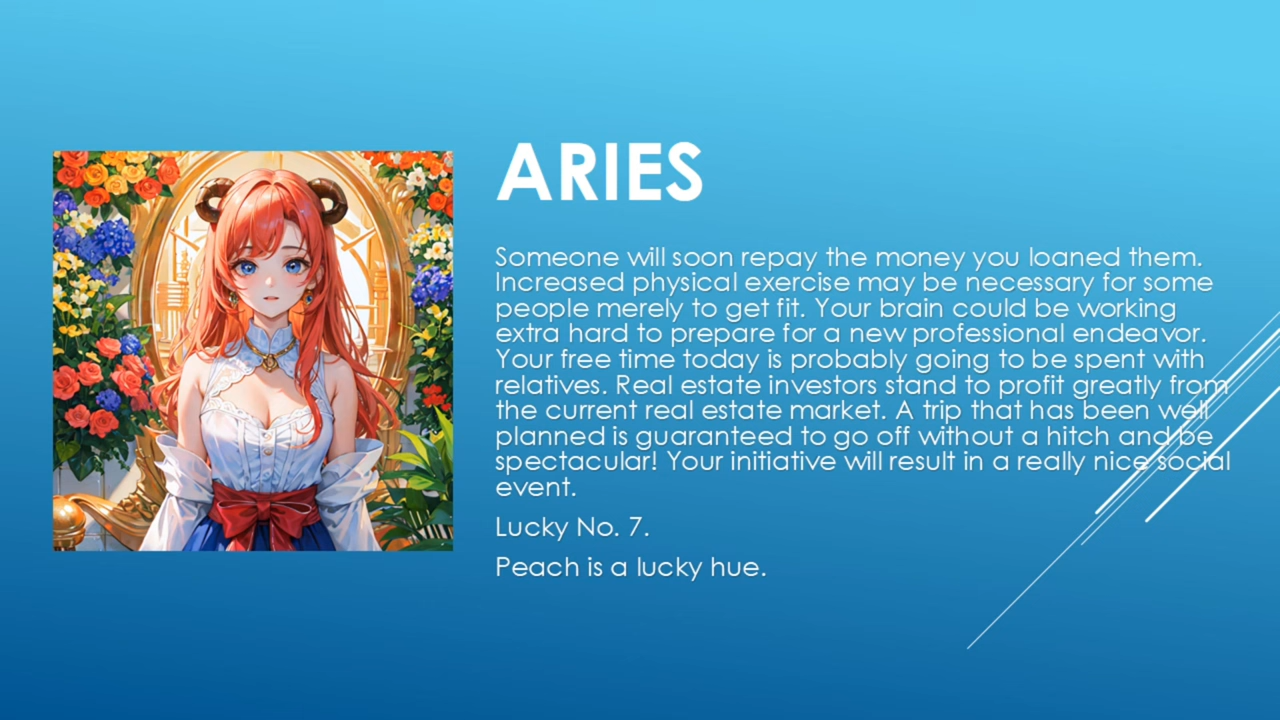 ARIES
Someone will soon repay the money you loaned them.
Increased physical exercise may be necessary for some
people merely to get fit. Your brain could be working
extra hard to prepare for a new professional endeavor.
Your free time today is probably going to be spent with
relatives. Real estate investors stand to profit greatly from
the current real estate market. A trip that has been well
planned is guaranteed to go off without a hitch and be
spectacular! Your initiative will result in a really nice social
event.
Lucky No. 7.
Peach is a lucky hue.